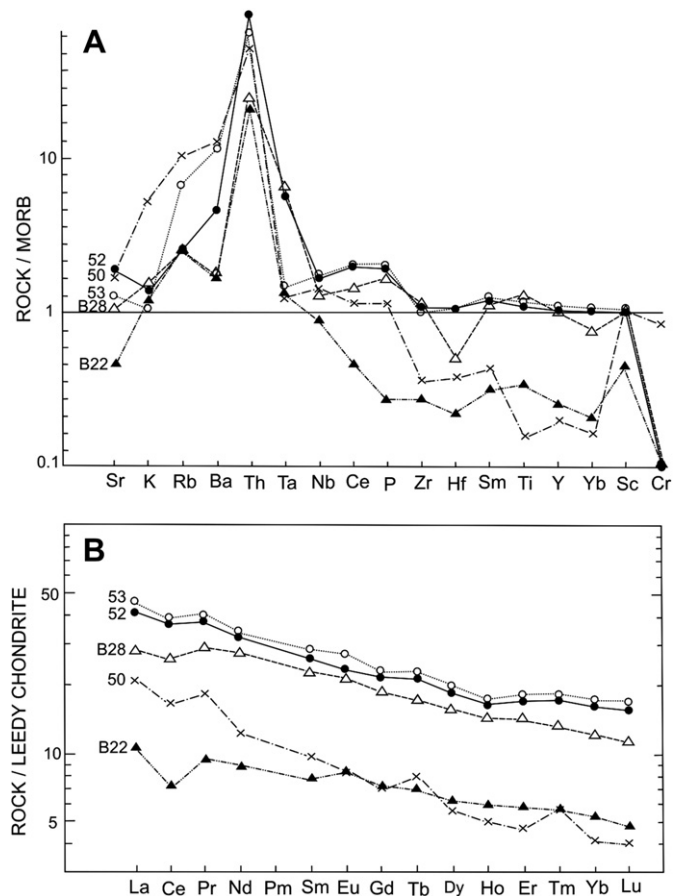 A
ROCK / MORB
10
1
0.1
52
50
53
B28
B22
Sr K Rb Ba Th Ta Nb Ce P Zr Hf Sm Ti Y Yb Sc Cr
B
ROCK / LEEDY CHONDRITE
50
10
5
53
52
B28
50
B22
La Ce Pr Nd Pm Sm Eu Gd Tb Dy Ho Er Tm Yb Lu